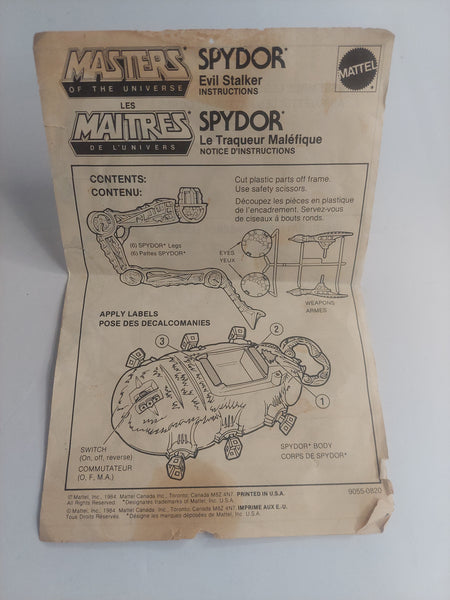 MASTERS
OF THE UNIVERSE
SPYDOR*
Evil Stalker
INSTRUCTIONS
MATTEL
LES
MAITRES
DE L'UNIVERS
SPYDOR*
Le Traqueur Maléfique
NOTICE D'INSTRUCTIONS
CONTENTS:
CONTENU:
Cut plastic parts off frame.
Use safety scissors.
Découpez les pièces en plastique
de l'encadrement. Servez-vous
de ciseaux à bouts ronds.
(6) SPYDOR* Legs
(6) Pattes SPYDOR*
EYES
YEUX
WEAPONS
ARMES
APPLY LABELS
POSE DES DECALCOMANIES
3
2
1
SWITCH
(On, off, reverse)
COMMUTATEUR
(O, F, M.A.)
SPYDOR* BODY
CORPS DE SPYDOR*
© Mattel, Inc., 1984. Mattel Canada Inc., Toronto, Canada M8Z 4N7. PRINTED IN U.S.A.
All Rights Reserved. *Designates trademarks of Mattel, Inc. U.S.A.
9055-0820
© Mattel, Inc., 1984. Mattel Canada Inc., Toronto, Canada M8Z 4N7. IMPRIMÉ AUX E.-U.
Tous Droits Réservés. *Désigne les marques déposées de Mattel, Inc. U.S.A.